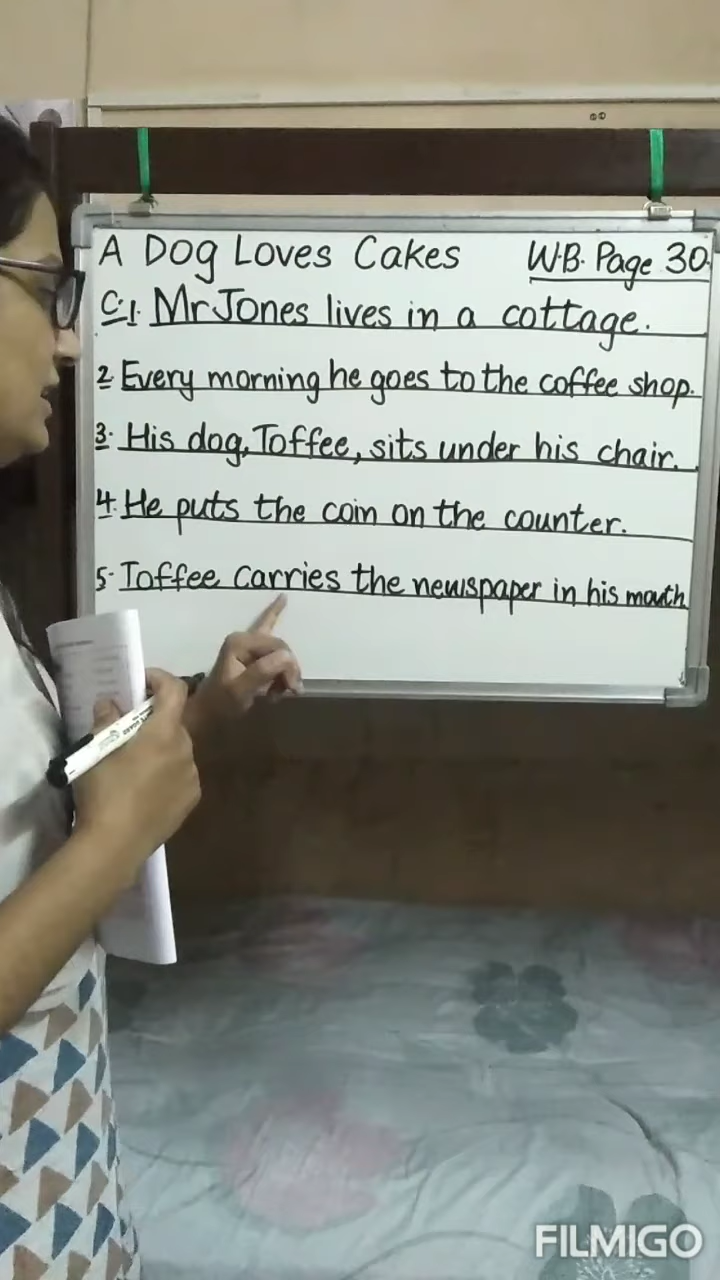 A Dog Loves Cakes W.B. Page 30
C.1. Mr Jones lives in a cottage.
2. Every morning he goes to the coffee shop.
3. His dog, Toffee, sits under his chair.
4. He puts the coin on the counter.
5. Toffee carries the newspaper in his mouth
FILMIGO